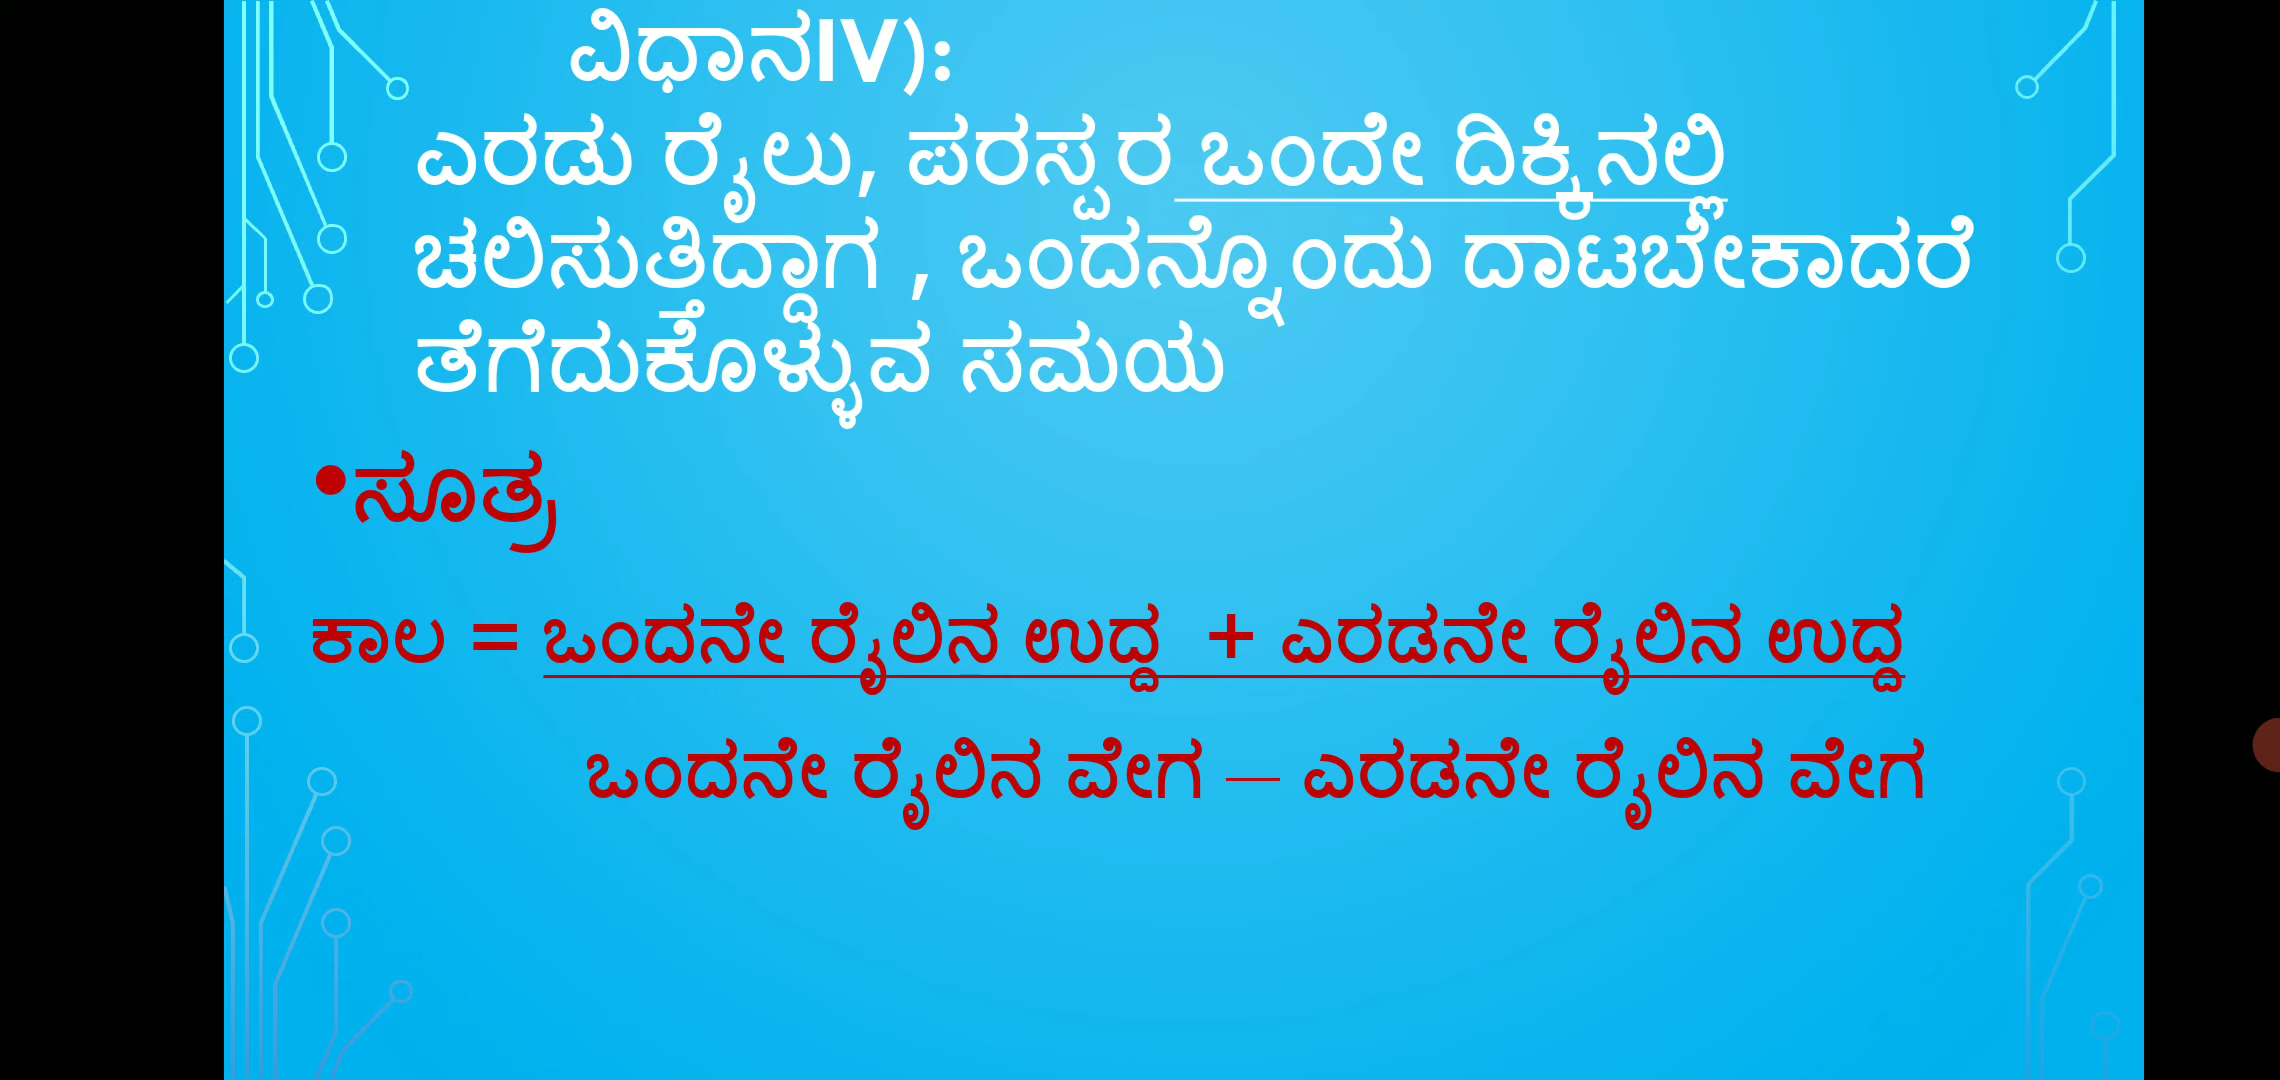 ವಿಧಾನIV):
ಎರಡು ರೈಲು, ಪರಸ್ಪರ ಒಂದೇ ದಿಕ್ಕಿನಲ್ಲಿ
ಚಲಿಸುತ್ತಿದ್ದಾಗ , ಒಂದನ್ನೊಂದು ದಾಟಬೇಕಾದರೆ
ತೆಗೆದುಕೊಳ್ಳುವ ಸಮಯ
•ಸೂತ್ರ
ಕಾಲ = ಒಂದನೇ ರೈಲಿನ ಉದ್ದ + ಎರಡನೇ ರೈಲಿನ ಉದ್ದ
ಒಂದನೇ ರೈಲಿನ ವೇಗ — ಎರಡನೇ ರೈಲಿನ ವೇಗ